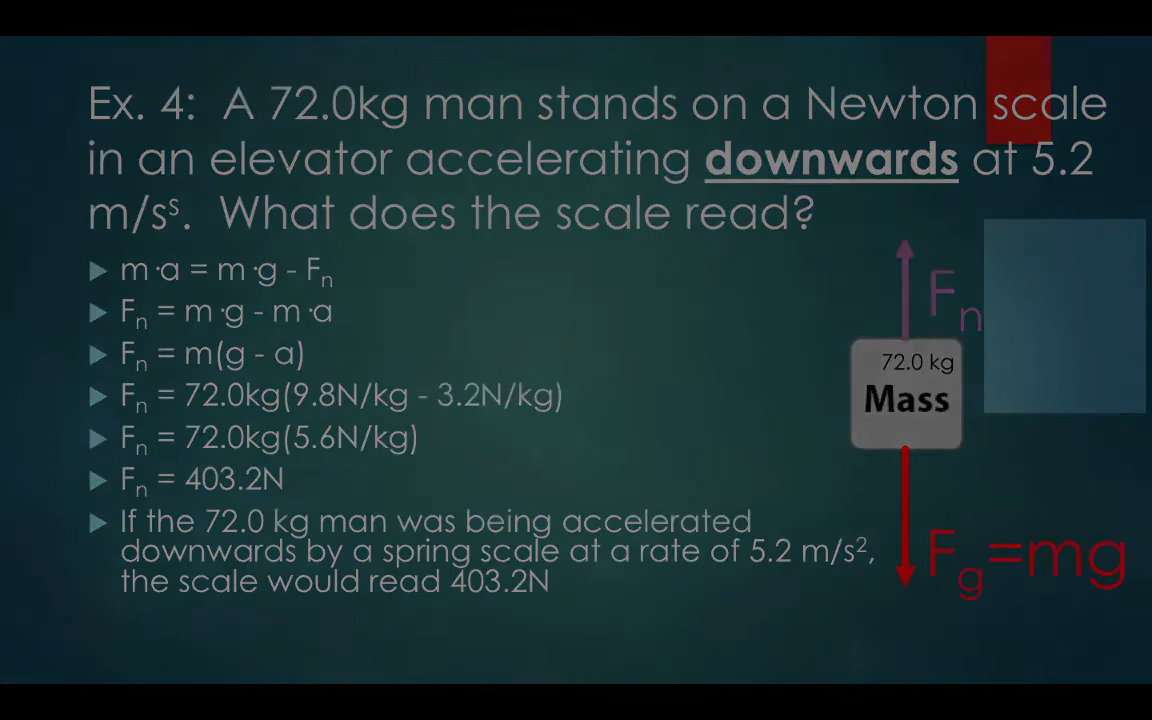 Ex. 4: A 72.0kg man stands on a Newton scale
in an elevator accelerating downwards at 5.2
m/sˢ. What does the scale read?
m·a = m·g - Fₙ
Fₙ = m·g - m·a
Fₙ = m(g - a)
Fₙ = 72.0kg(9.8N/kg - 3.2N/kg)
Fₙ = 72.0kg(5.6N/kg)
Fₙ = 403.2N
If the 72.0 kg man was being accelerated
downwards by a spring scale at a rate of 5.2 m/s²,
the scale would read 403.2N
Fₙ
72.0 kg
Mass
F_g=mg